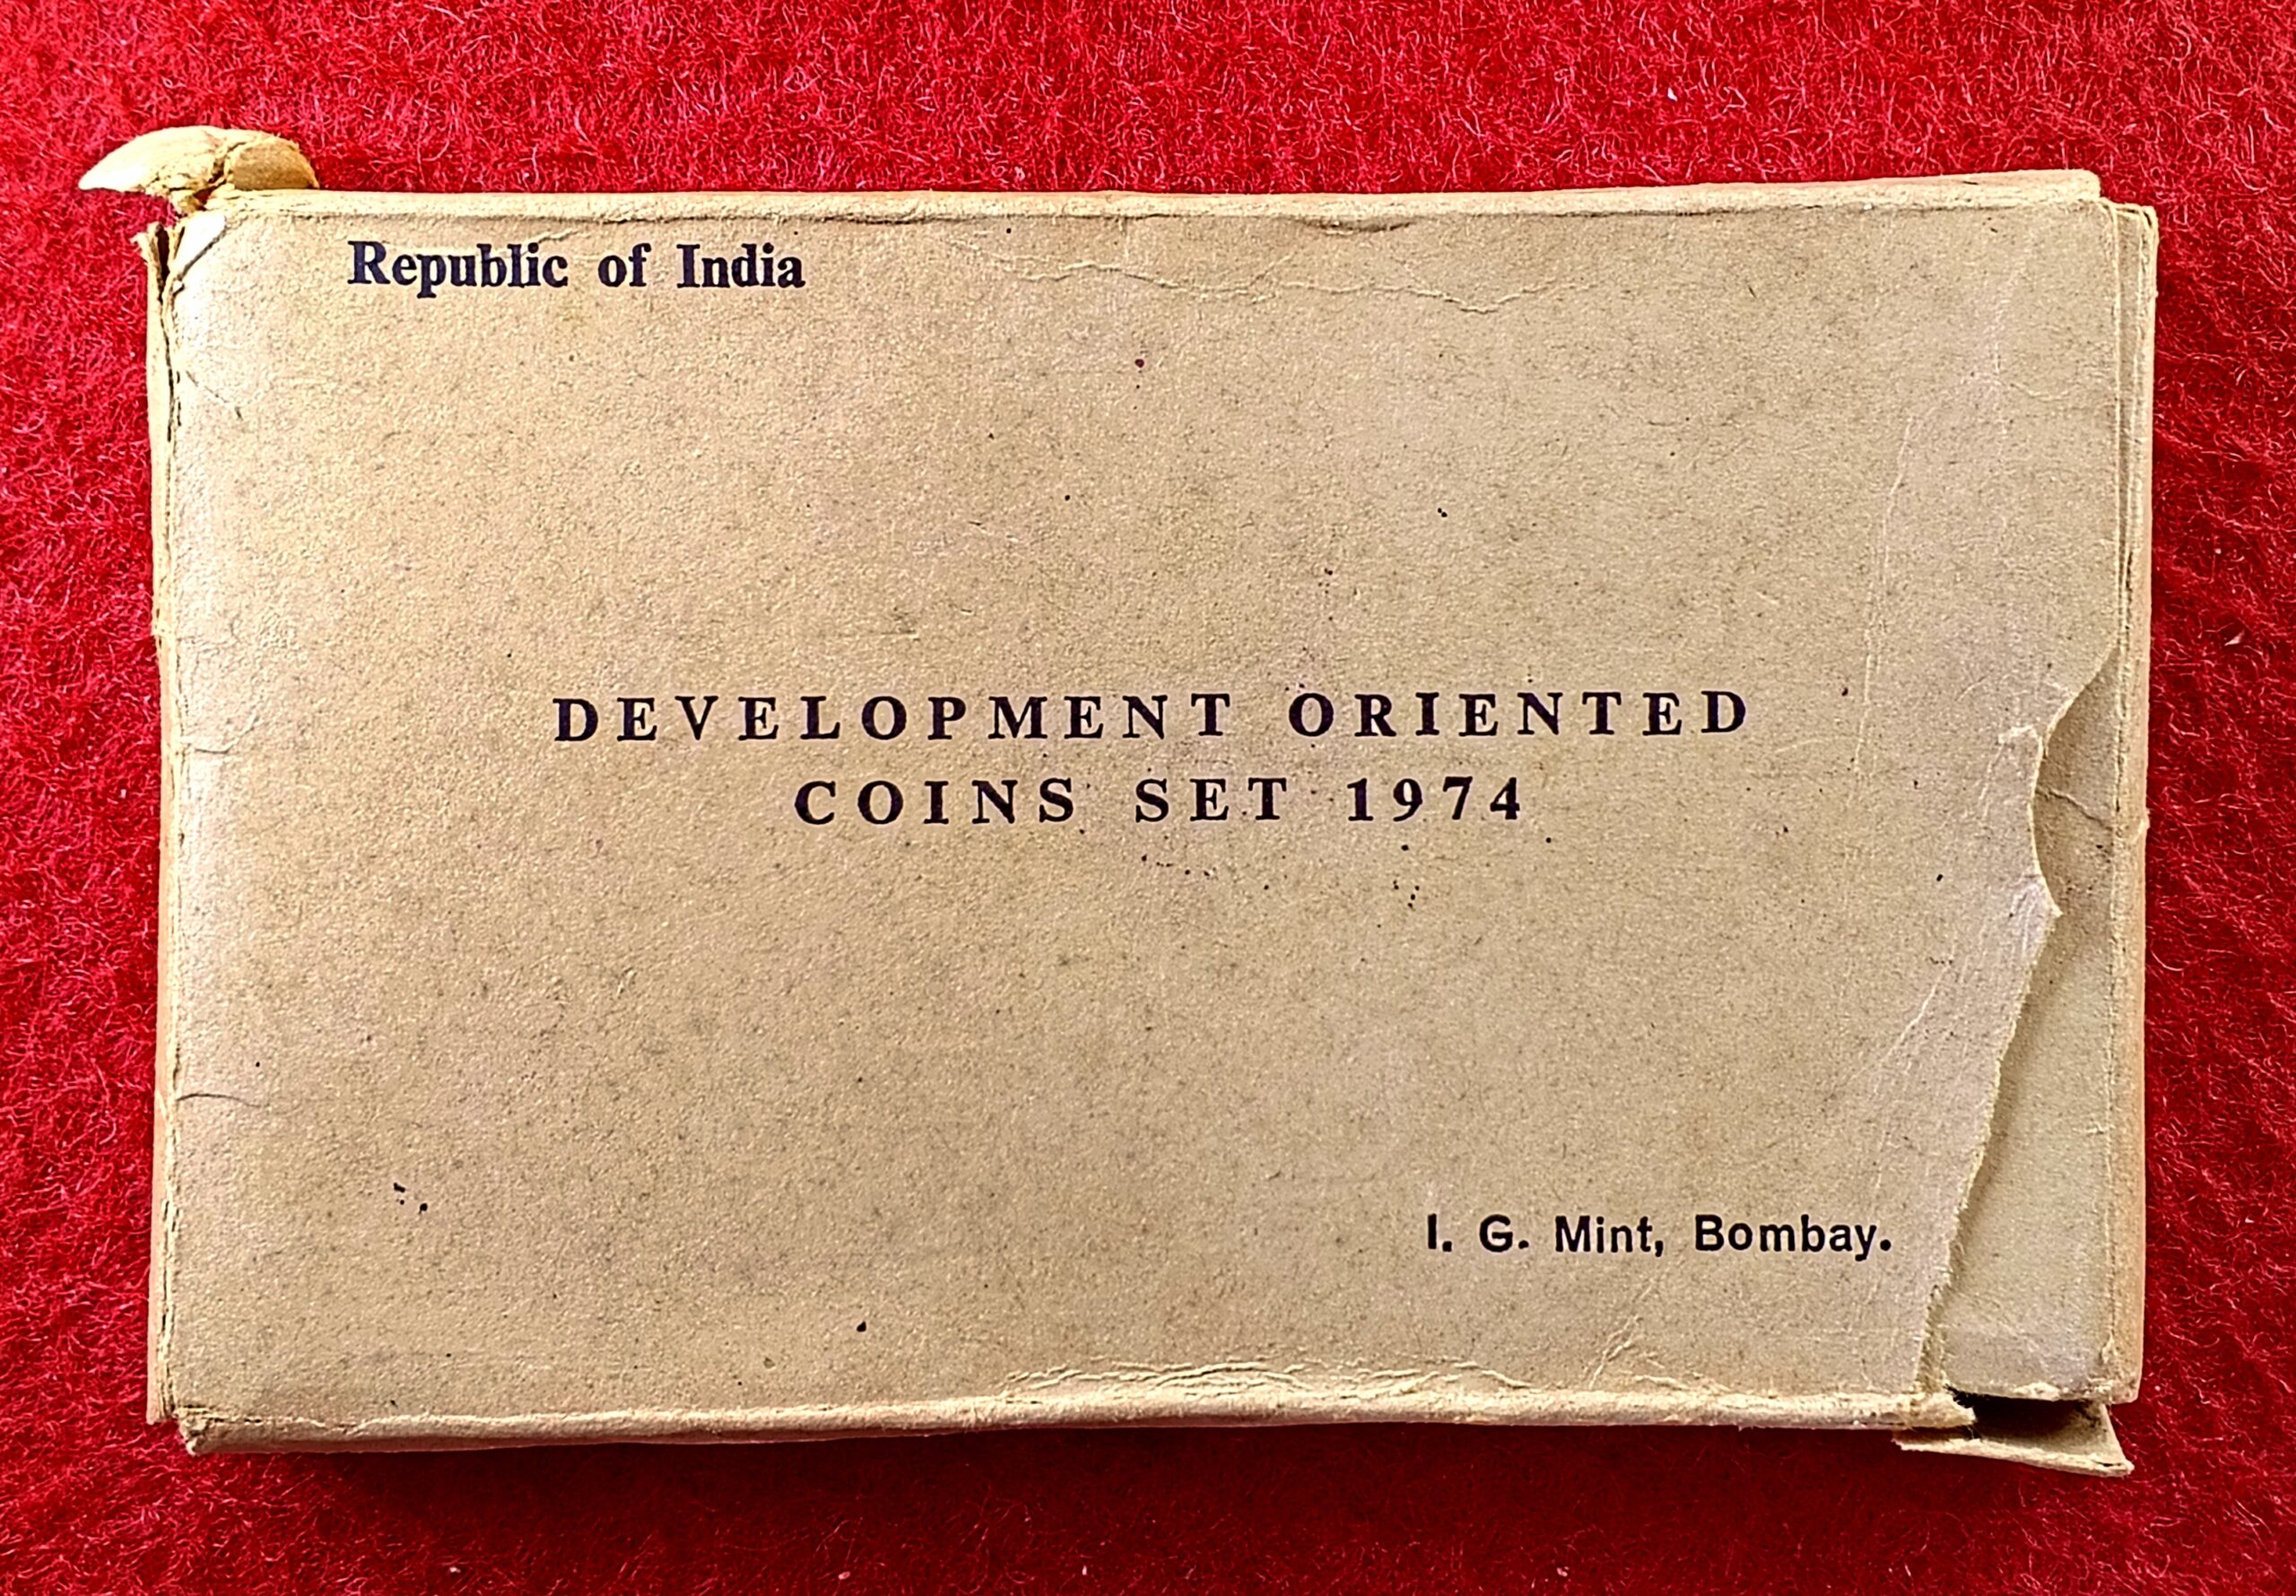 Republic of India
DEVELOPMENT ORIENTED
COINS SET 1974
I. G. Mint, Bombay.